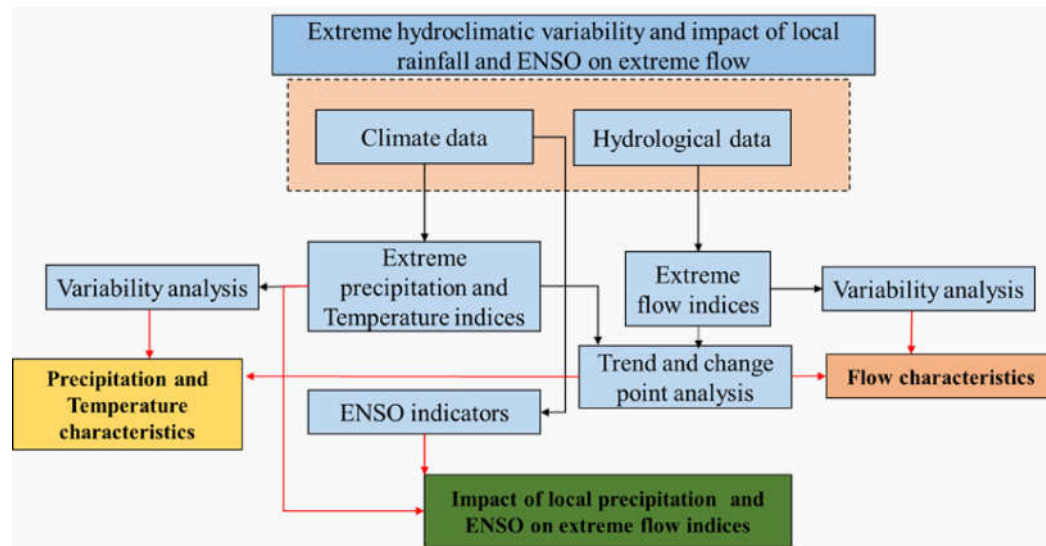 Extreme hydroclimatic variability and impact of local
rainfall and ENSO on extreme flow
Climate data
Hydrological data
Extreme
precipitation and
Temperature indices
Variability analysis
Extreme
flow indices
Variability analysis
Precipitation and
Temperature
characteristics
Trend and change
point analysis
Flow characteristics
ENSO indicators
Impact of local precipitation and
ENSO on extreme flow indices